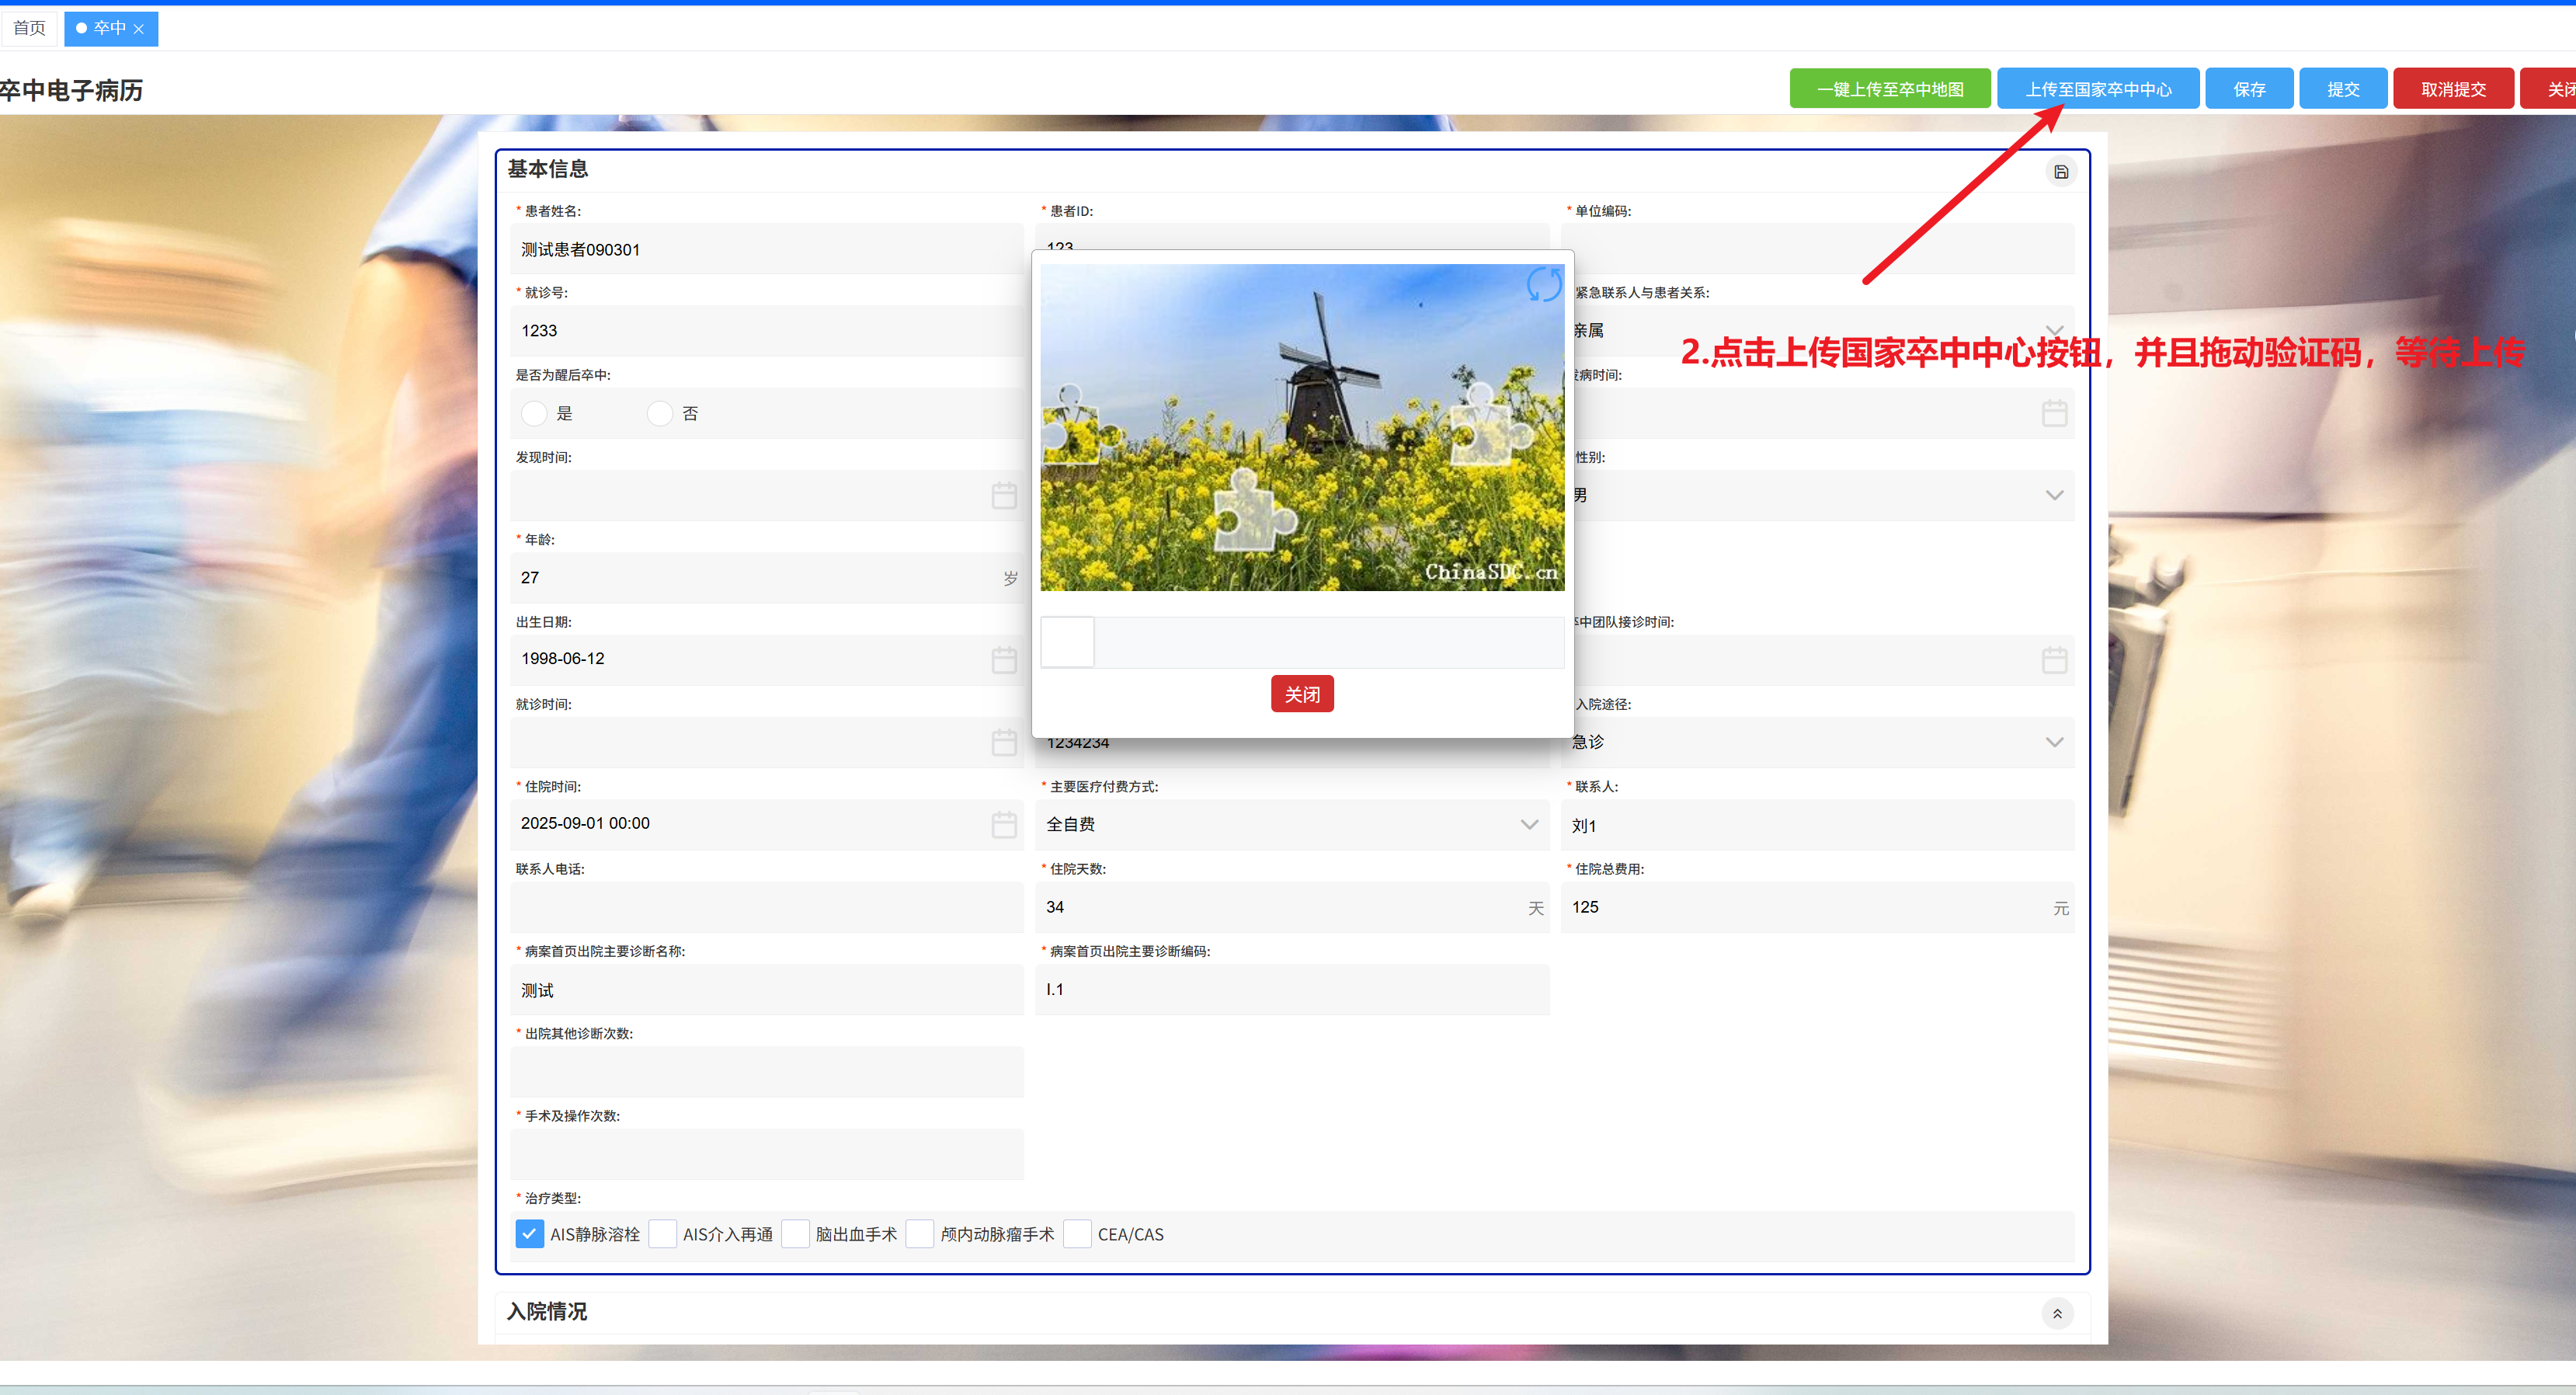 首页
卒中
卒中电子病历
一键上传至卒中地图
上传至国家卒中中心
保存
提交
取消提交
关闭
基本信息
* 患者姓名:
* 患者ID:
* 单位编码:
测试患者090301
123
* 就诊号:
紧急联系人与患者关系:
1233
亲属
2.点击上传国家卒中中心按钮，并且拖动验证码，等待上传
是否为醒后卒中:
发病时间:
是
否
发现时间:
性别:
男
* 年龄:
27
岁
ChinaSDC.cn
出生日期:
卒中团队接诊时间:
1998-06-12
关闭
就诊时间:
入院途径:
1234234
急诊
* 住院时间:
* 主要医疗付费方式:
* 联系人:
2025-09-01 00:00
全自费
刘1
联系人电话:
* 住院天数:
* 住院总费用:
34
天
125
元
* 病案首页出院主要诊断名称:
* 病案首页出院主要诊断编码:
测试
I.1
* 出院其他诊断次数:
* 手术及操作次数:
* 治疗类型:
AIS静脉溶栓
AIS介入再通
脑出血手术
颅内动脉瘤手术
CEA/CAS
入院情况